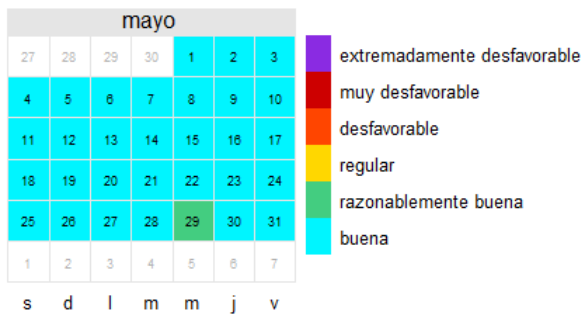 mayo
27 28 29 30 1 2 3
4 5 6 7 8 9 10
11 12 13 14 15 16 17
18 19 20 21 22 23 24
25 26 27 28 29 30 31
1 2 3 4 5 6 7
s d l m m j v
extremadamente desfavorable
muy desfavorable
desfavorable
regular
razonablemente buena
buena